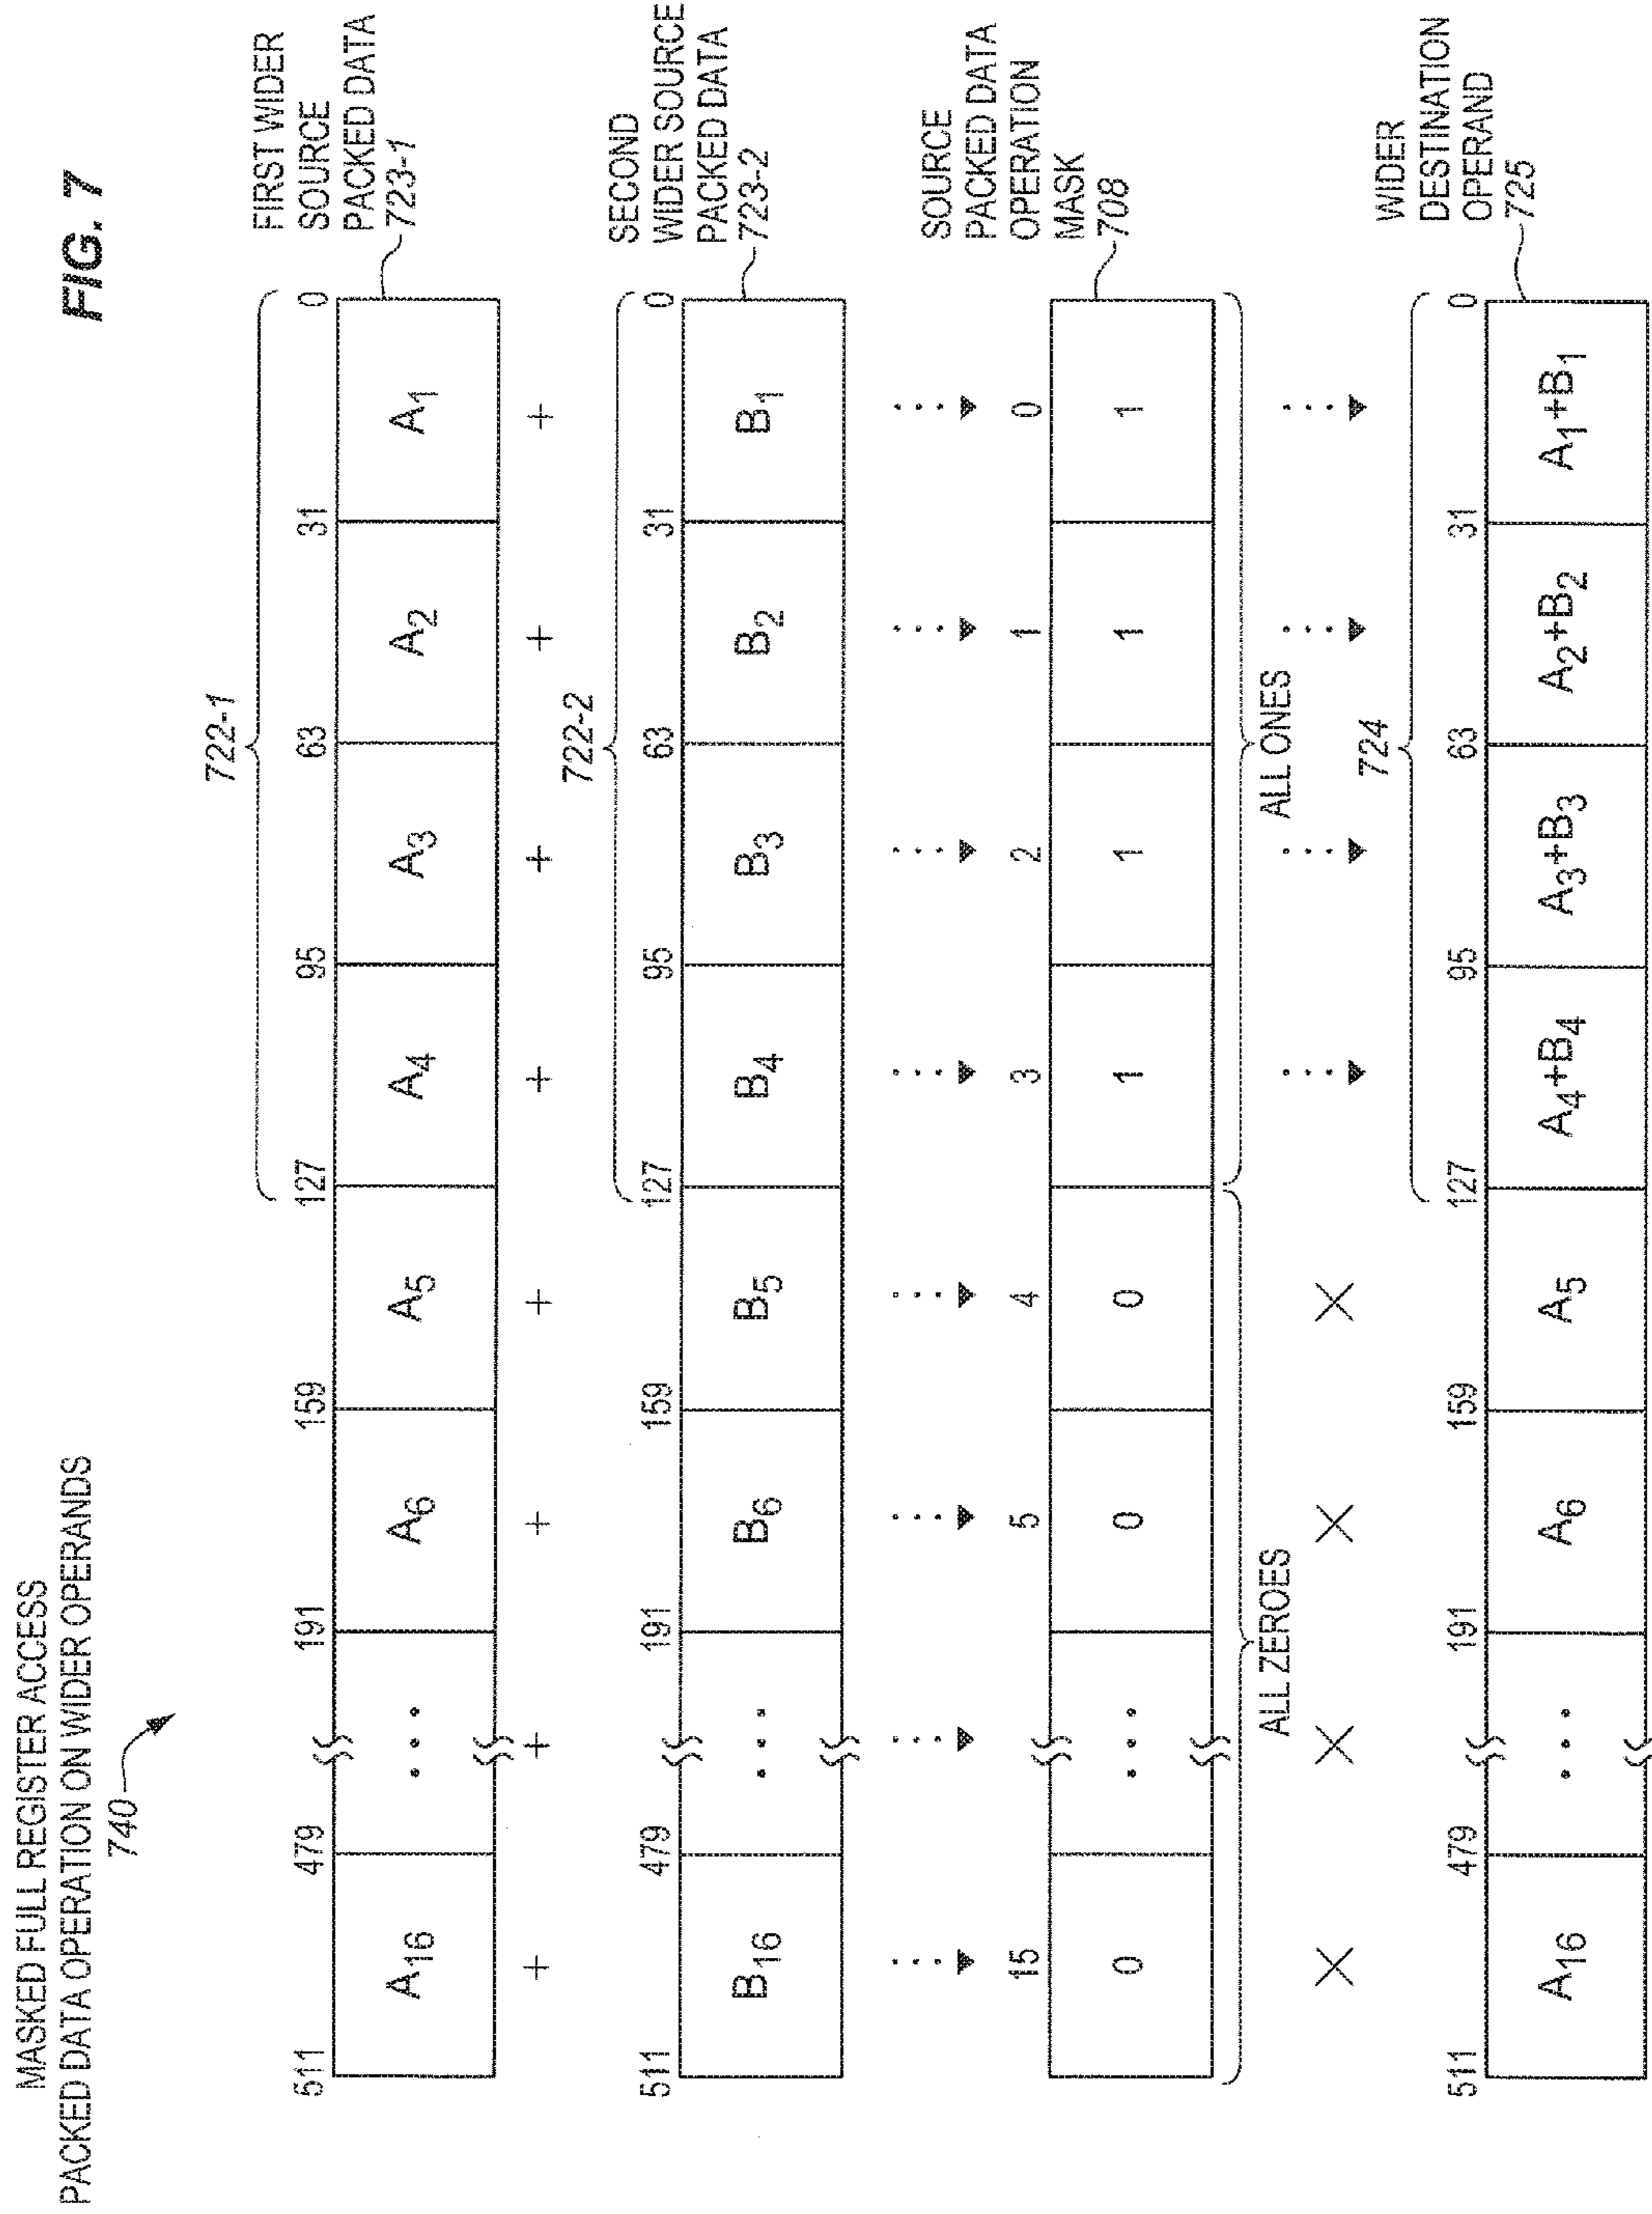 MASKED FULL REGISTER ACCESS
PACKED DATA OPERATION ON WIDER OPERANDS
740
FIG. 7
722-1
FIRST WIDER
SOURCE
PACKED DATA
723-1
511 479 191 159 127 95 63 31 0
A16 • • • A6 A5 A4 A3 A2 A1
+ + + + + + + +
722-2
SECOND
WIDER SOURCE
PACKED DATA
723-2
511 479 191 159 127 95 63 31 0
B16 • • • B6 B5 B4 B3 B2 B1
SOURCE
PACKED DATA
OPERATION
MASK
708
15 5 4 3 2 1 0
0 • • • 0 0 1 1 1 1
ALL ZEROES ALL ONES
724
WIDER
DESTINATION
OPERAND
725
511 479 191 159 127 95 63 31 0
A16 • • • A6 A5 A4+B4 A3+B3 A2+B2 A1+B1